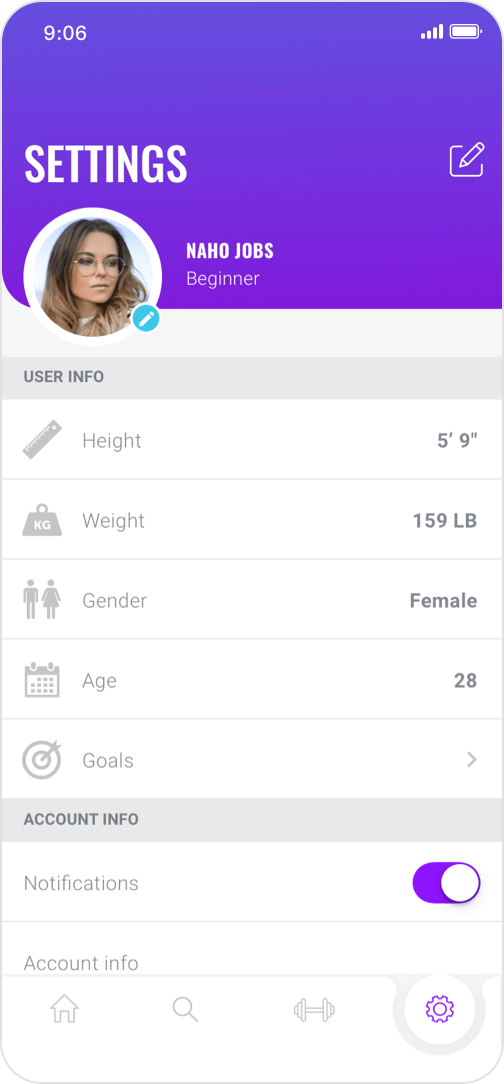 9:06
SETTINGS
NAHO JOBS
Beginner
USER INFO
Height 5’ 9"
KG
Weight 159 LB
Gender Female
Age 28
Goals
ACCOUNT INFO
Notifications
Account info